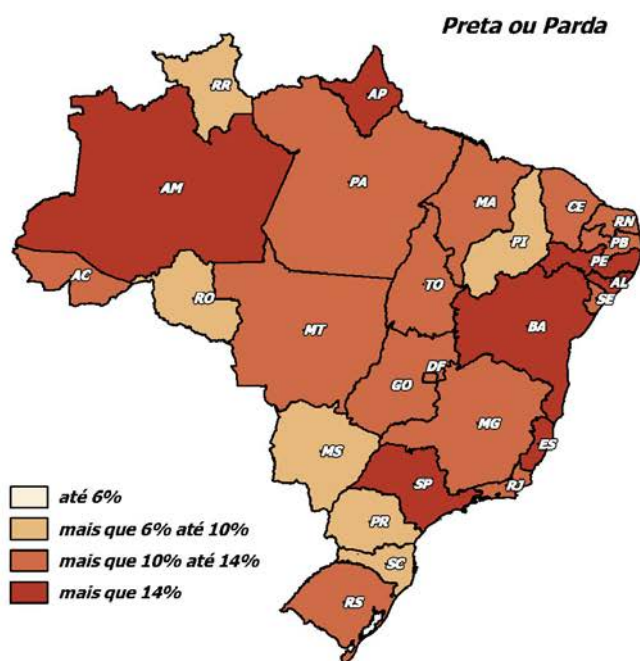 Preta ou Parda
RR
AP
AM
PA
MA
CE
RN
PB
PI
PE
AL
SE
AC
RO
TO
BA
MT
DF
GO
MG
MS
ES
SP
RJ
PR
SC
RS
até 6%
mais que 6% até 10%
mais que 10% até 14%
mais que 14%